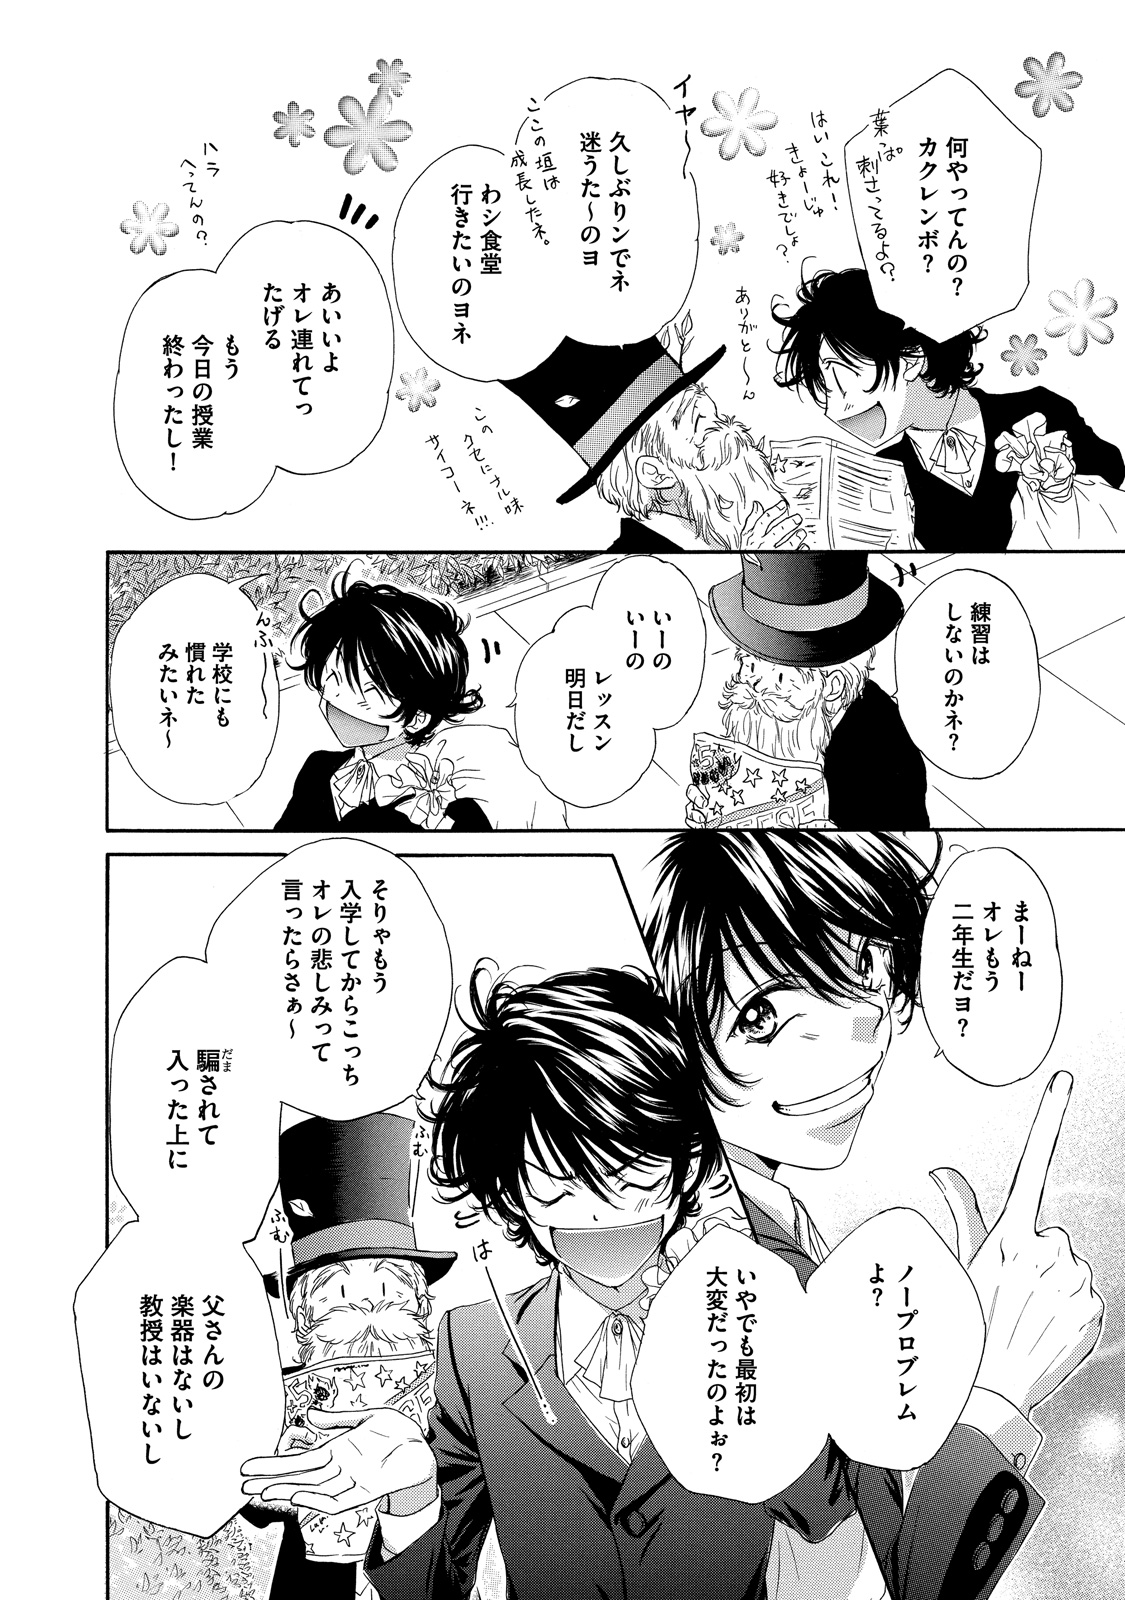 何やってんの？
カクレンボ？
葉っぱ
刺さってるよ？
はいこれー！
きょーじゅ
好きでしょ？
ありがと〜〜ん
イヤ〜〜
久しぶりンでネ
迷うた〜のヨ
ここの垣は
成長したネ。
わシ食堂
行きたいのヨネ
この
クセにナル味
サイコーネ!!!
ハラ
へってんの？
あいいよ
オレ連れてっ
たげる
もう
今日の授業
終わったし！
練習は
しないのかネ？
いーの
いーの
レッスン
明日だし
んふ〜〜
学校にも
慣れた
みたいネ〜
まーねー
オレもう
二年生だヨ？
ノープロブレム
よ？
いやでも最初は
大変だったのよぉ？
は
そりゃもう
入学してからこっち
オレの悲しみって
言ったらさぁ〜
ふむ
ふむ
騙されて
だま
入った上に
父さんの
楽器はないし
教授はいないし